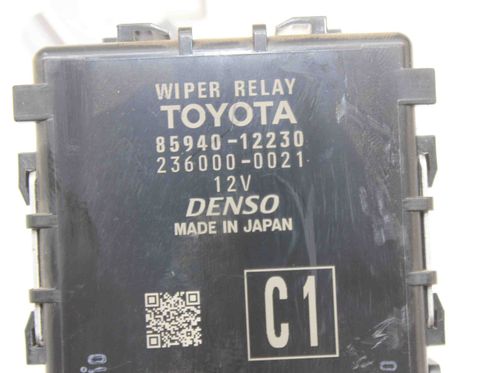 WIPER RELAY
TOYOTA
85940-12230
236000-0021
12V
DENSO
MADE IN JAPAN
C1